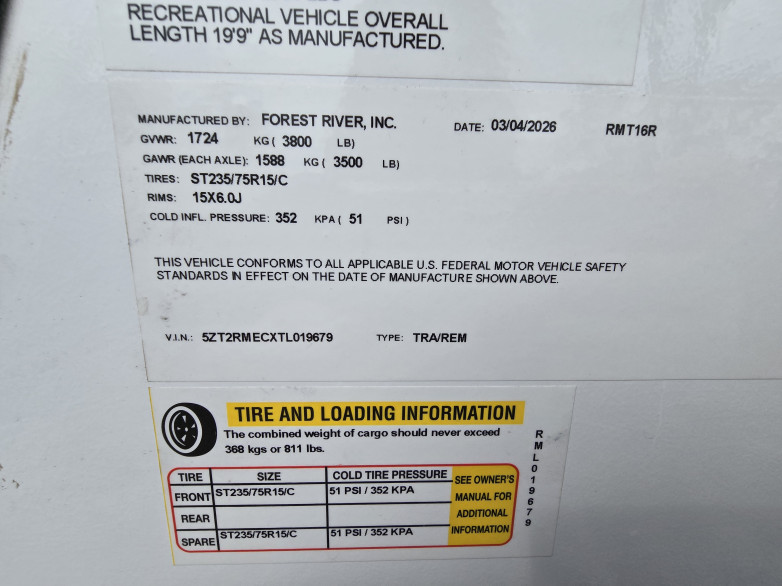 RECREATIONAL VEHICLE OVERALL
LENGTH 19'9" AS MANUFACTURED.
MANUFACTURED BY: FOREST RIVER, INC. DATE: 03/04/2026 RMT16R
GVWR: 1724 KG ( 3800 LB)
GAWR (EACH AXLE): 1588 KG ( 3500 LB)
TIRES: ST235/75R15/C
RIMS: 15X6.0J
COLD INFL. PRESSURE: 352 KPA ( 51 PSI )
THIS VEHICLE CONFORMS TO ALL APPLICABLE U.S. FEDERAL MOTOR VEHICLE SAFETY
STANDARDS IN EFFECT ON THE DATE OF MANUFACTURE SHOWN ABOVE.
V.I.N.: 5ZT2RMECXTL019679 TYPE: TRA/REM
TIRE AND LOADING INFORMATION
The combined weight of cargo should never exceed
368 kgs or 811 lbs.
TIRE SIZE COLD TIRE PRESSURE
FRONT ST235/75R15/C 51 PSI / 352 KPA
REAR
SPARE ST235/75R15/C 51 PSI / 352 KPA
SEE OWNER'S
MANUAL FOR
ADDITIONAL
INFORMATION
RML019679